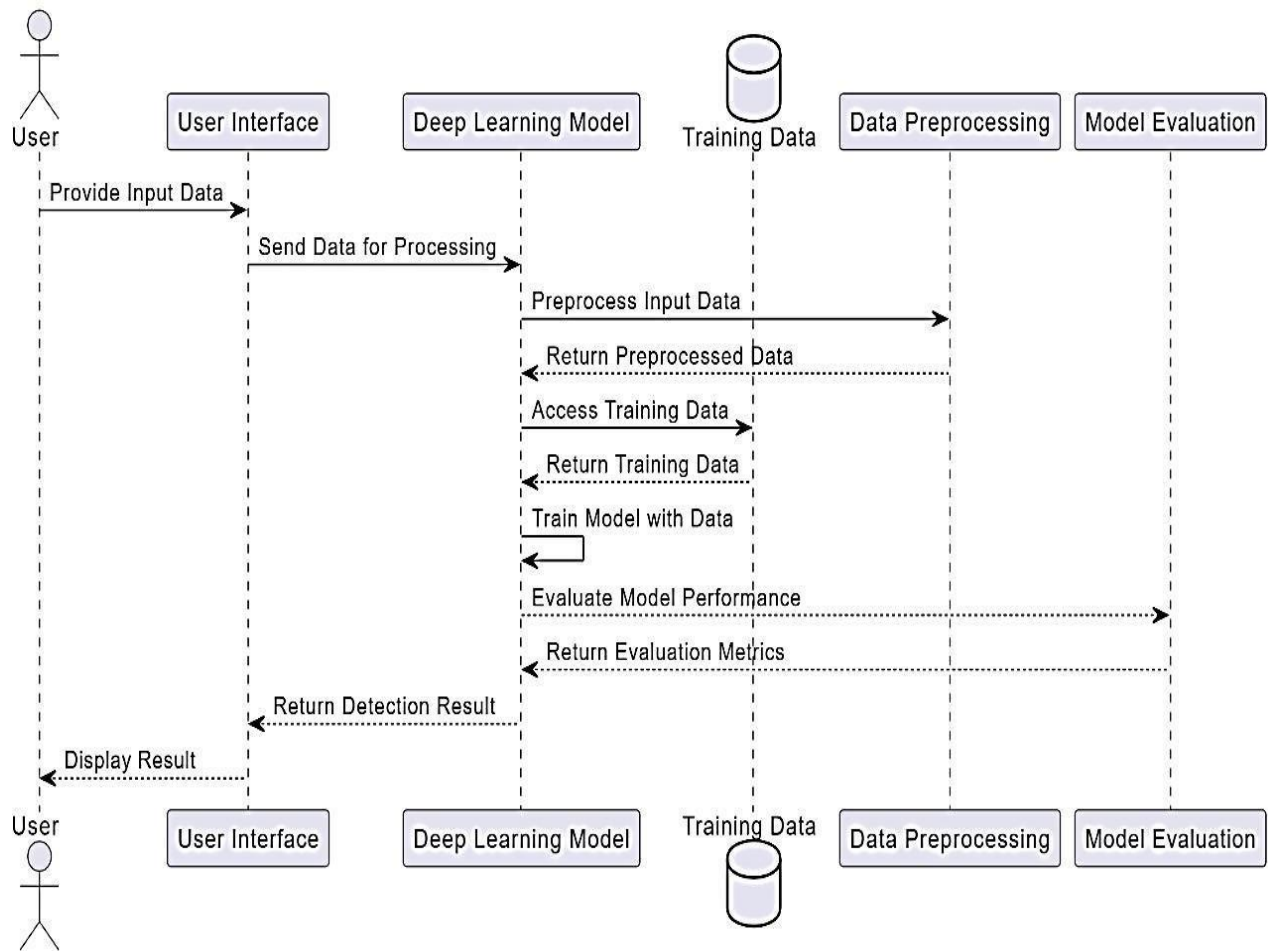 User
User Interface
Deep Learning Model
Training Data
Data Preprocessing
Model Evaluation
Provide Input Data
Send Data for Processing
Preprocess Input Data
Return Preprocessed Data
Access Training Data
Return Training Data
Train Model with Data
Evaluate Model Performance
Return Evaluation Metrics
Return Detection Result
Display Result
User
User Interface
Deep Learning Model
Training Data
Data Preprocessing
Model Evaluation